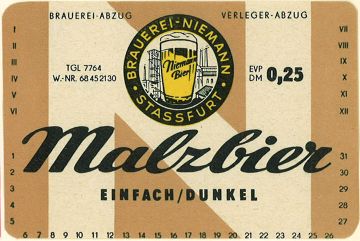 BRAUEREI-ABZUG
VERLEGER-ABZUG
I
II
III
IV
V
VI
VII
VIII
IX
X
XI
XII
BRAUEREI-NIEMANN
STASSFURT
Niemann
Bier!
TGL 7764
W.-NR. 68452130
EVP
DM 0,25
Malzbier
EINFACH/DUNKEL
1
2
3
4
5
31
30
29
28
27
6 7 8 9 10 11 12 13 14 15 16 17 18 19 20 21 22 23 24 25 26